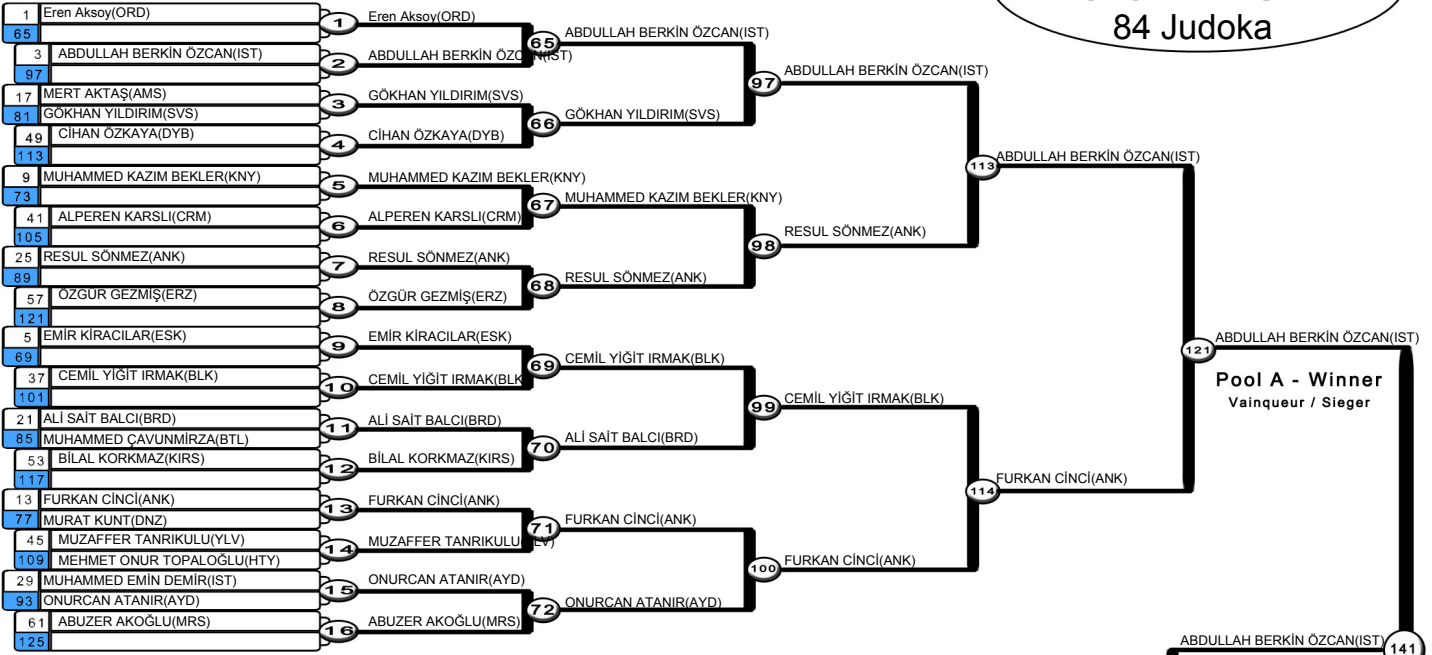 84 Judoka
1 Eren Aksoy(ORD)
65
3 ABDULLAH BERKİN ÖZCAN(IST)
97
17 MERT AKTAŞ(AMS)
81 GÖKHAN YILDIRIM(SVS)
49 CİHAN ÖZKAYA(DYB)
113
9 MUHAMMED KAZIM BEKLER(KNY)
73
41 ALPEREN KARSLI(CRM)
105
25 RESUL SÖNMEZ(ANK)
89
57 ÖZGÜR GEZMİŞ(ERZ)
121
5 EMİR KİRACILAR(ESK)
69
37 CEMİL YİĞİT IRMAK(BLK)
101
21 ALİ SAİT BALCI(BRD)
85 MUHAMMED ÇAVUNMİRZA(BTL)
53 BİLAL KORKMAZ(KIRS)
117
13 FURKAN CİNCİ(ANK)
77 MURAT KUNT(DNZ)
45 MUZAFFER TANRIKULU(YLV)
109 MEHMET ONUR TOPALOĞLU(HTY)
29 MUHAMMED EMİN DEMİR(IST)
93 ONURCAN ATANIR(AYD)
61 ABUZER AKOĞLU(MRS)
125
1 Eren Aksoy(ORD)
2 ABDULLAH BERKİN ÖZCAN(IST)
3 GÖKHAN YILDIRIM(SVS)
4 CİHAN ÖZKAYA(DYB)
5 MUHAMMED KAZIM BEKLER(KNY)
6 ALPEREN KARSLI(CRM)
7 RESUL SÖNMEZ(ANK)
8 ÖZGÜR GEZMİŞ(ERZ)
9 EMİR KİRACILAR(ESK)
10 CEMİL YİĞİT IRMAK(BLK
11 ALİ SAİT BALCI(BRD)
12 BİLAL KORKMAZ(KIRS)
13 FURKAN CİNCİ(ANK)
14 MUZAFFER TANRIKULU(YLV)
15 ONURCAN ATANIR(AYD)
16 ABUZER AKOĞLU(MRS)
65 ABDULLAH BERKİN ÖZCAN(IST)
66 GÖKHAN YILDIRIM(SVS)
67 MUHAMMED KAZIM BEKLER(KNY)
68 RESUL SÖNMEZ(ANK)
69 CEMİL YİĞİT IRMAK(BLK)
70 ALİ SAİT BALCI(BRD)
71 FURKAN CİNCİ(ANK)
72 ONURCAN ATANIR(AYD)
97 ABDULLAH BERKİN ÖZCAN(IST)
98 RESUL SÖNMEZ(ANK)
99 CEMİL YİĞİT IRMAK(BLK)
100 FURKAN CİNCİ(ANK)
113 ABDULLAH BERKİN ÖZCAN(IST)
114 FURKAN CİNCİ(ANK)
121 ABDULLAH BERKİN ÖZCAN(IST)
Pool A - Winner
Vainqueur / Sieger
ABDULLAH BERKİN ÖZCAN(IST) 141